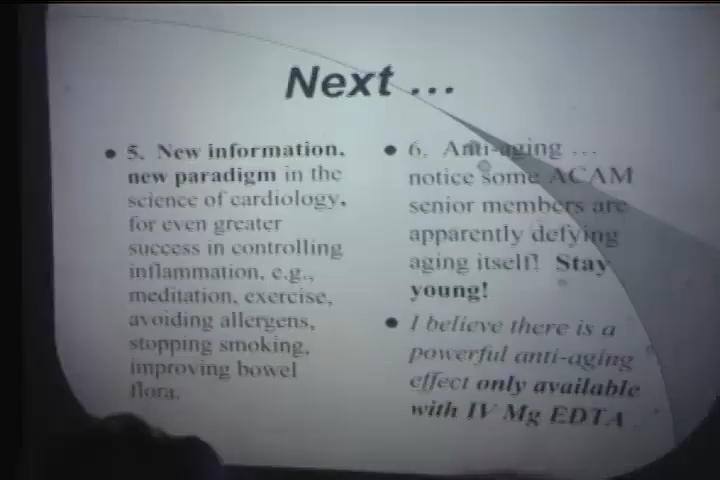 Next ...
• 5. New information,
new paradigm in the
science of cardiology,
for even greater
success in controlling
inflammation, e.g.,
meditation, exercise,
avoiding allergens,
stopping smoking,
improving bowel
flora.
• 6. Anti-aging ...
notice some ACAM
senior members are
apparently defying
aging itself! Stay
young!
• I believe there is a
powerful anti-aging
effect only available
with IV Mg EDTA